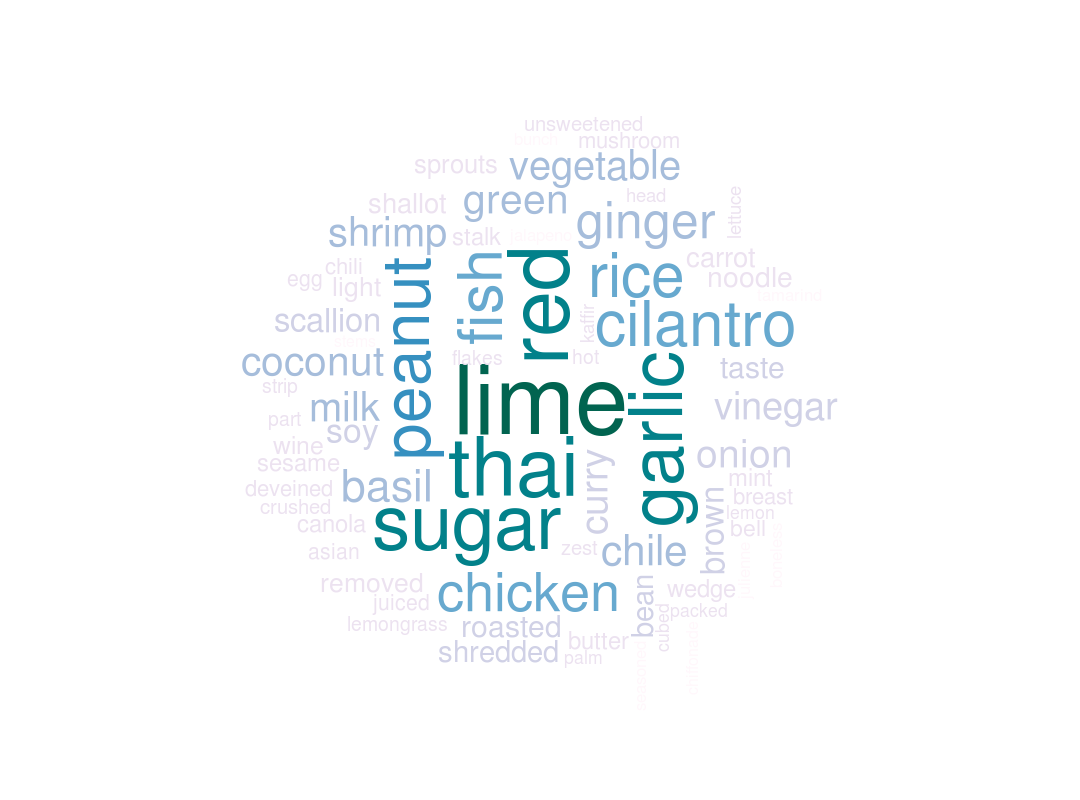 unsweetened
bunch
mushroom
sprouts
vegetable
shallot
green
head
lettuce
shrimp
stalk
jalapeno
ginger
egg
chili
light
peanut
fish
red
rice
carrot
noodle
tamarind
scallion
kaffir
cilantro
coconut
flakes
hot
taste
strip
lime
garlic
milk
vinegar
part
soy
wine
sesame
thai
curry
onion
deveined
basil
mint
breast
crushed
canola
sugar
brown
lemon
bell
asian
zest
chile
removed
juiced
chicken
bean
wedge
cubed
packed
lemongrass
roasted
butter
shredded
palm